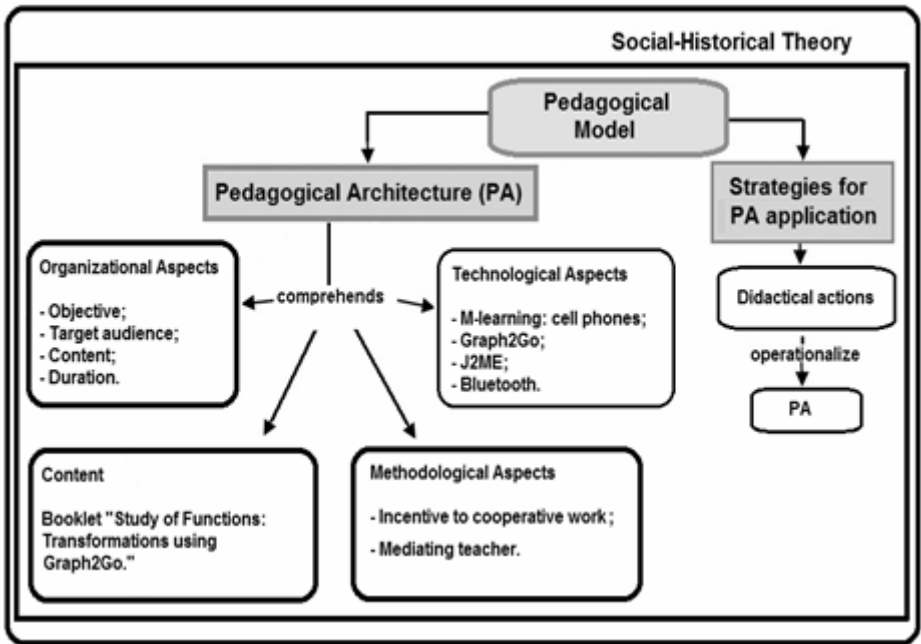 Social-Historical Theory
Pedagogical
Model
Pedagogical Architecture (PA)
Strategies for
PA application
Organizational Aspects
- Objective;
- Target audience;
- Content;
- Duration.
comprehends
Technological Aspects
- M-learning: cell phones;
- Graph2Go;
- J2ME;
- Bluetooth.
Didactical actions
operationalize
PA
Content
Booklet "Study of Functions:
Transformations using
Graph2Go."
Methodological Aspects
- Incentive to cooperative work;
- Mediating teacher.